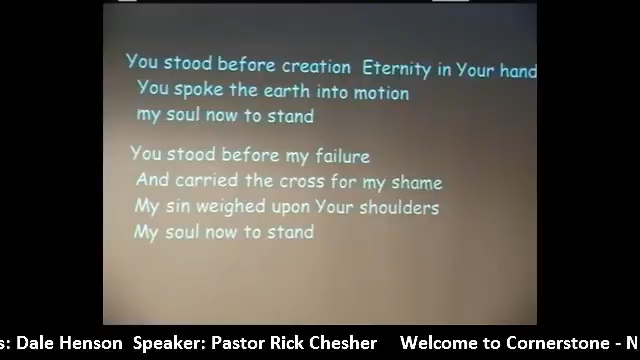 You stood before creation Eternity in Your hand
You spoke the earth into motion
my soul now to stand
You stood before my failure
And carried the cross for my shame
My sin weighed upon Your shoulders
My soul now to stand
s: Dale Henson Speaker: Pastor Rick Chesher Welcome to Cornerstone - N